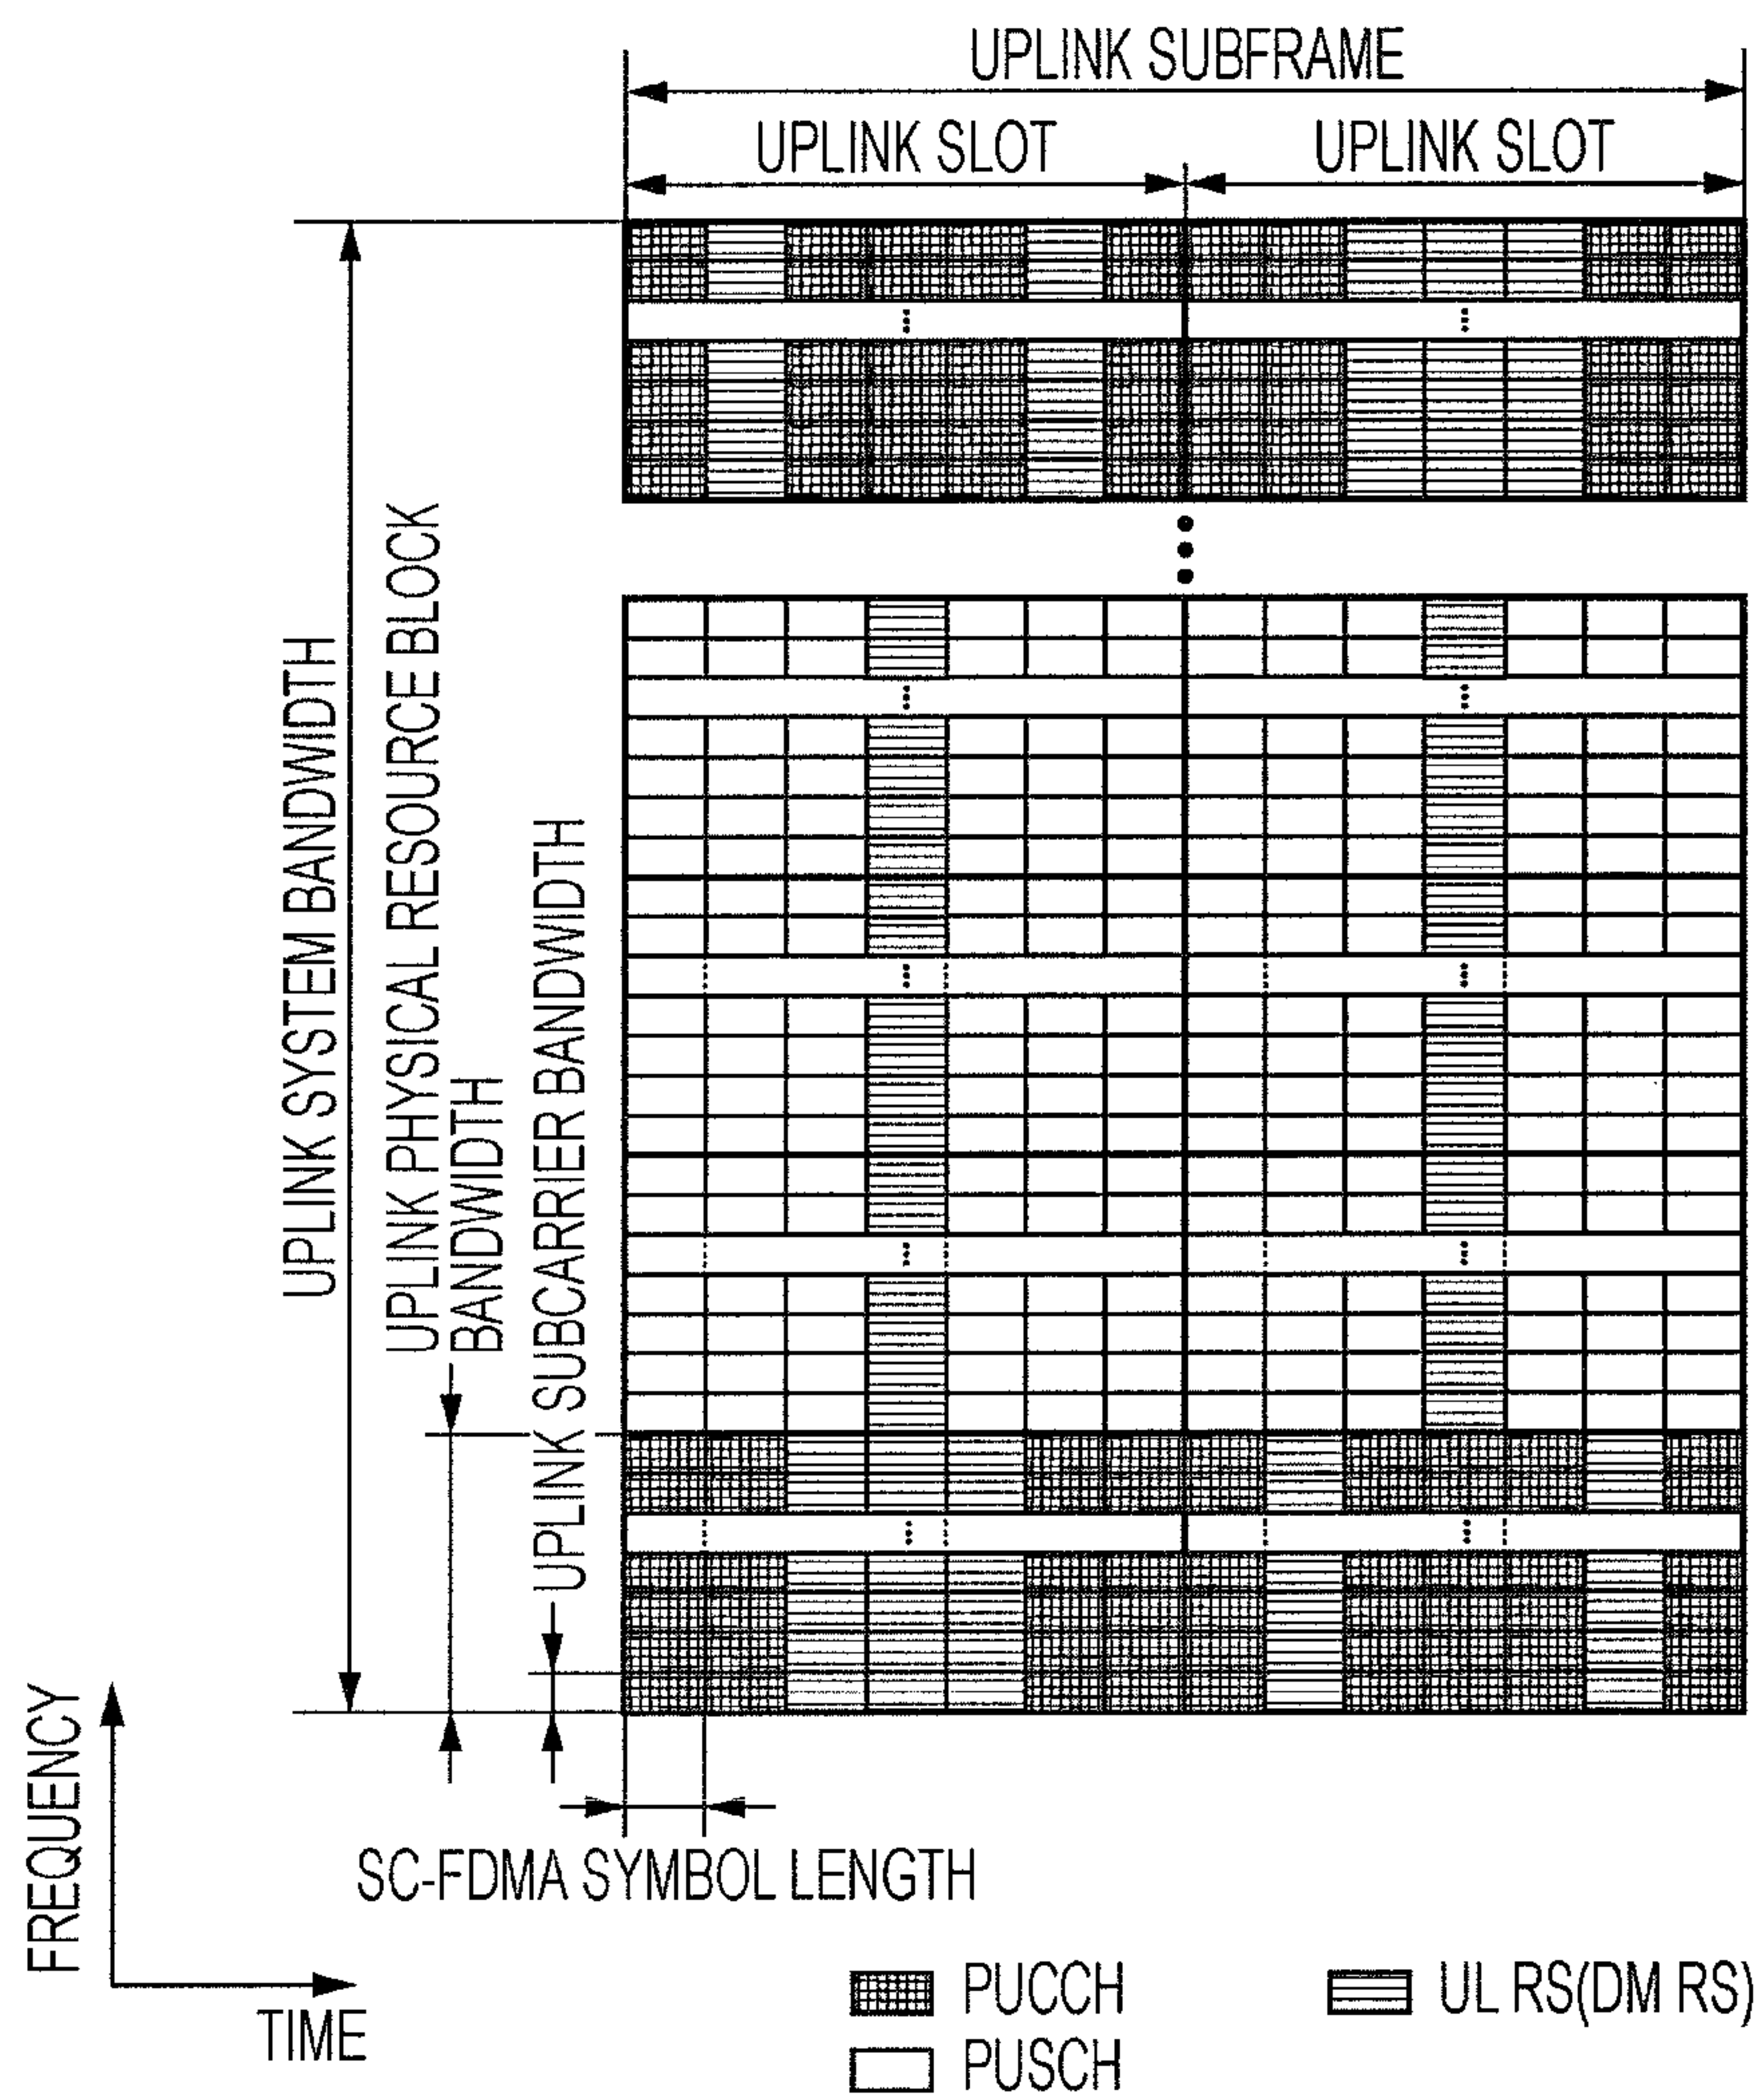 UPLINK SUBFRAME
UPLINK SLOT
UPLINK SLOT
UPLINK SYSTEM BANDWIDTH
UPLINK PHYSICAL RESOURCE BLOCK
BANDWIDTH
UPLINK SUBCARRIER BANDWIDTH
FREQUENCY
TIME
SC-FDMA SYMBOL LENGTH
PUCCH
UL RS(DM RS)
PUSCH